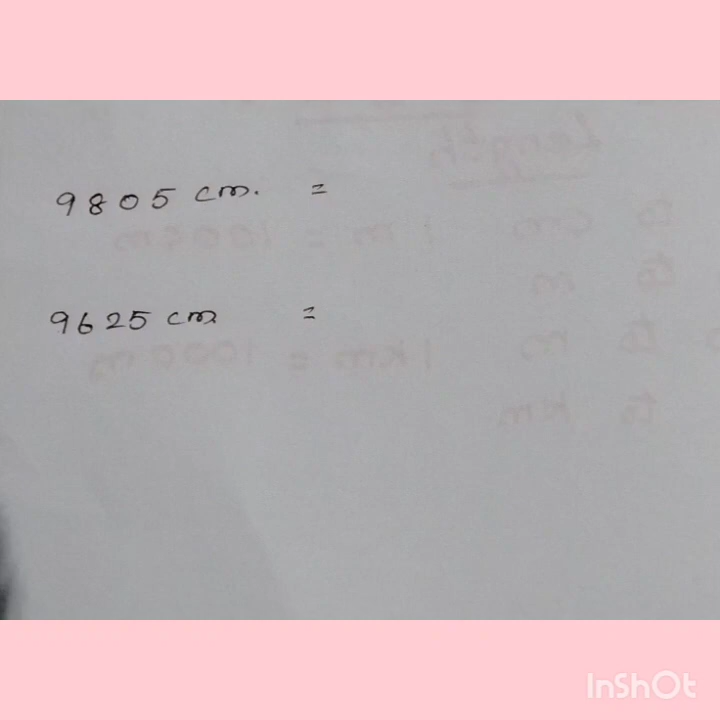 9805 cm. =
9625 cm =
InShOt